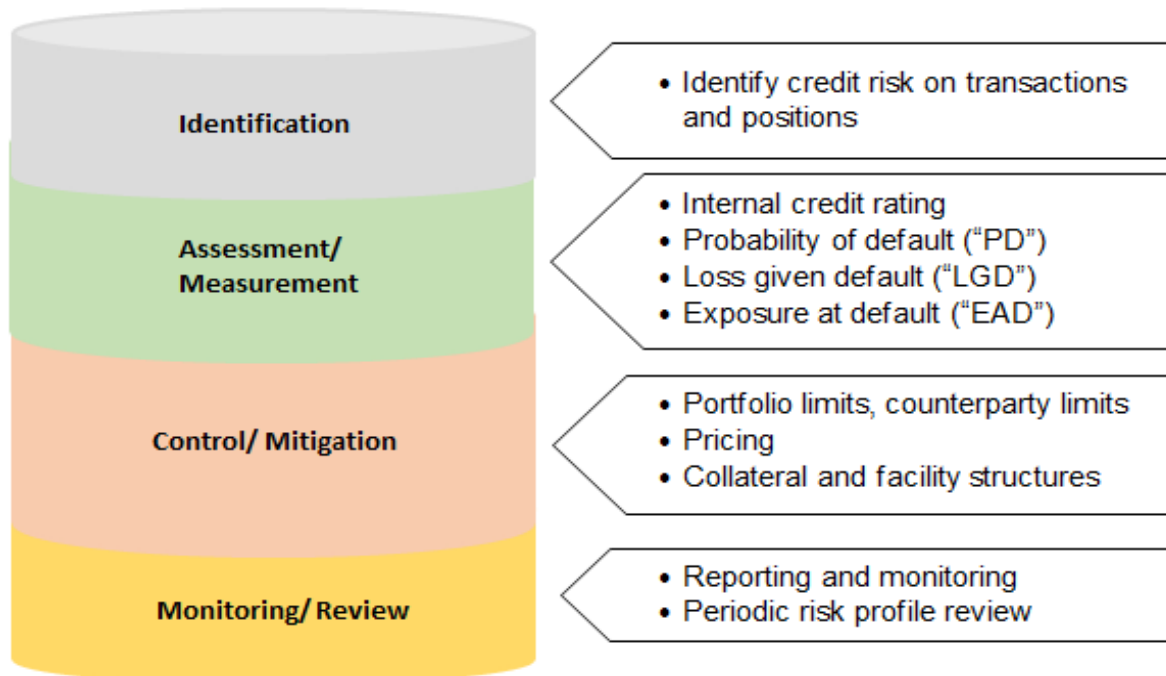 Identification
• Identify credit risk on transactions
and positions
Assessment/
Measurement
• Internal credit rating
• Probability of default (“PD”)
• Loss given default (“LGD”)
• Exposure at default (“EAD”)
Control/ Mitigation
• Portfolio limits, counterparty limits
• Pricing
• Collateral and facility structures
Monitoring/ Review
• Reporting and monitoring
• Periodic risk profile review